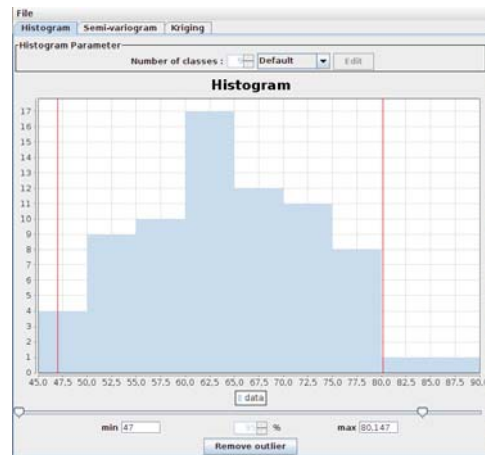 File
Histogram Semi-variogram Kriging
Histogram Parameter
Number of classes : 9 Default Edit
Histogram
17
16
15
14
13
12
11
10
9
8
7
6
5
4
3
2
1
0
45,0 47,5 50,0 52,5 55,0 57,5 60,0 62,5 65,0 67,5 70,0 72,5 75,0 77,5 80,0 82,5 85,0 87,5 90,0
data
min 47 % max 80,147
Remove outlier